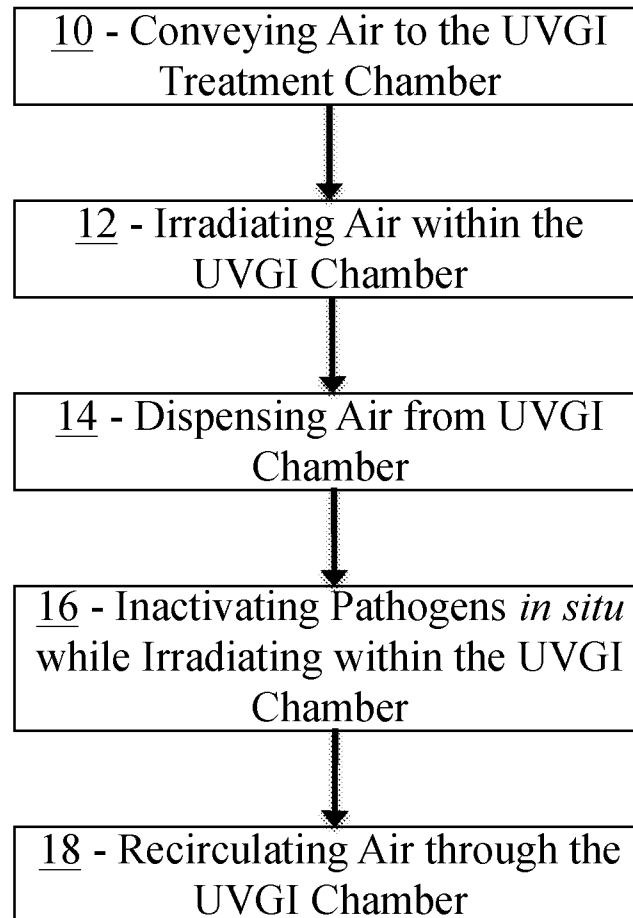 10 - Conveying Air to the UVGI
Treatment Chamber
12 - Irradiating Air within the
UVGI Chamber
14 - Dispensing Air from UVGI
Chamber
16 - Inactivating Pathogens in situ
while Irradiating within the UVGI
Chamber
18 - Recirculating Air through the
UVGI Chamber